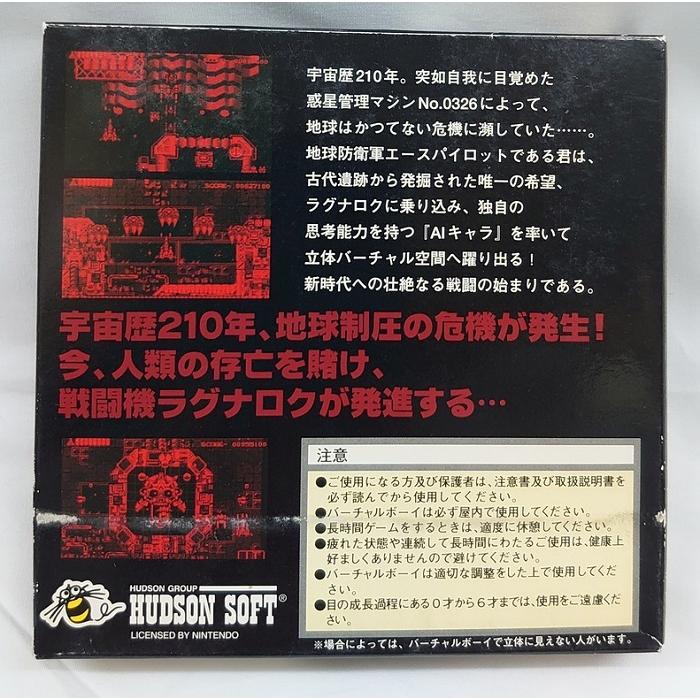 宇宙歴210年。突如自我に目覚めた
惑星管理マシンNo.0326によって、
地球はかつてない危機に瀕していた……。
地球防衛軍エースパイロットである君は、
古代遺跡から発掘された唯一の希望、
ラグナロクに乗り込み、独自の
思考能力を持つ『AIキャラ』を率いて
立体バーチャル空間へ躍り出る!
新時代への壮絶なる戦闘の始まりである。
宇宙歴210年、地球制圧の危機が発生!
今、人類の存亡を賭け、
戦闘機ラグナロクが発進する…
注意
●ご使用になる方及び保護者は、注意書及び取扱説明書を
必ず読んでから使用してください。
●バーチャルボーイは必ず屋内で使用してください。
●長時間ゲームをするときは、適度に休憩してください。
●疲れた状態や連続して長時間にわたるご使用は、健康上
好ましくありませんので避けてください。
●バーチャルボーイは適切な調整をした上で使用してくだ
さい。
●目の成長過程にある0才から6才までは、使用をご遠慮くだ
さい。
※場合によっては、バーチャルボーイで立体に見えない人がいます。
HUDSON GROUP
HUDSON SOFT®
LICENSED BY NINTENDO